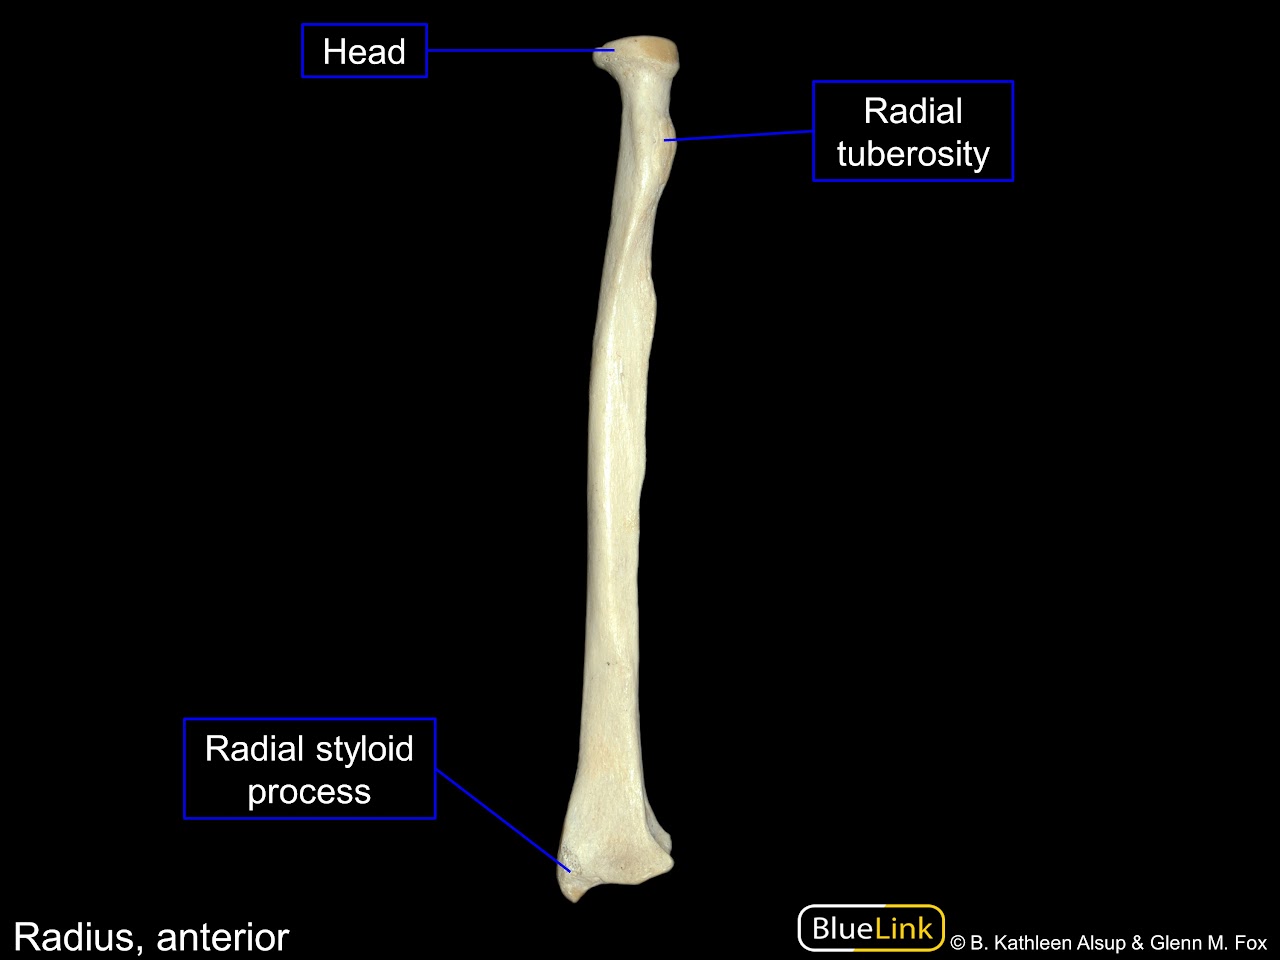 Head
Radial
tuberosity
Radial styloid
process
Radius, anterior
BlueLink
© B. Kathleen Alsup & Glenn M. Fox